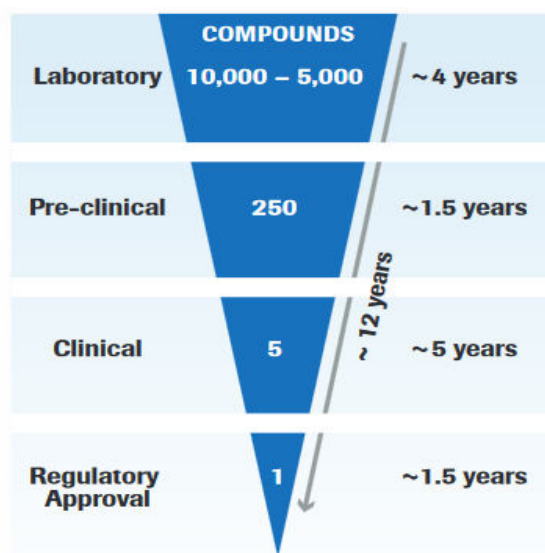 COMPOUNDS
Laboratory 10,000 – 5,000 ~4 years
Pre-clinical 250 ~1.5 years
~ 12 years
Clinical 5 ~5 years
Regulatory
Approval 1 ~1.5 years